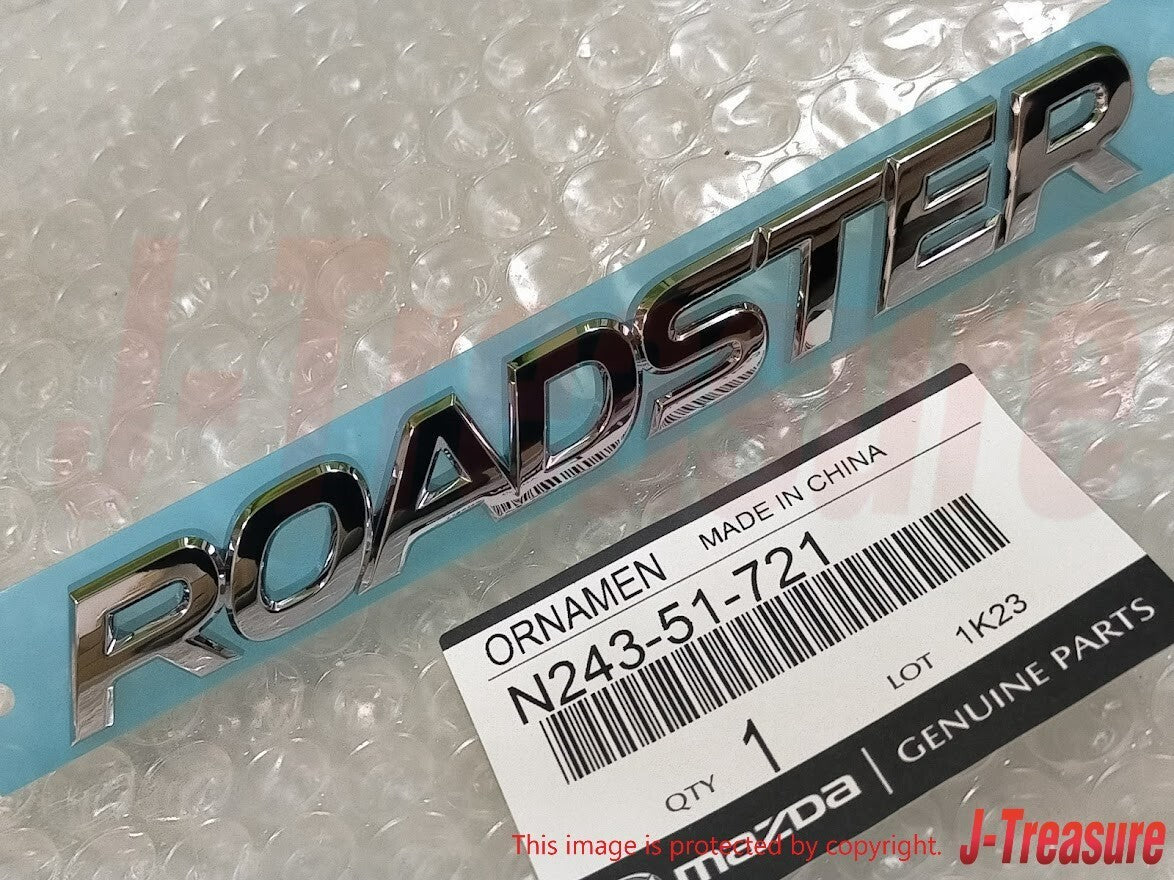 ROADSTER
J-Treasure
ORNAMEN MADE IN CHINA
N243-51-721
LOT 1K23
QTY 1
mazda | GENUINE PARTS
This image is protected by copyright. J-Treasure